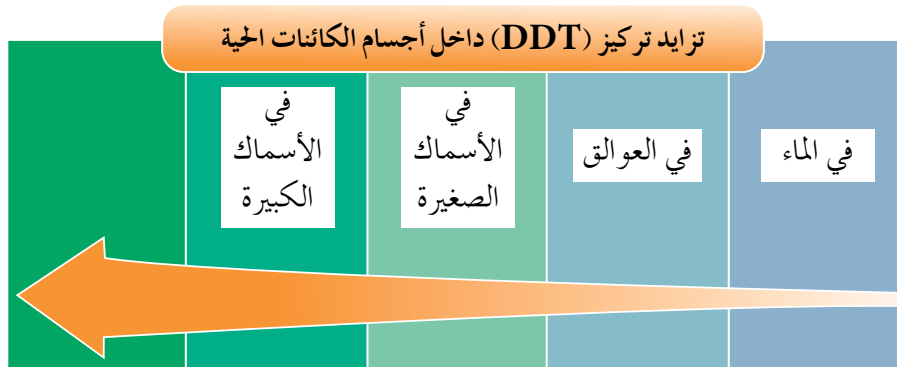 تزايد تركيز (DDT) داخل أجسام الكائنات الحية
في الماء
في العوالق
في
الأسماك
الصغيرة
في
الأسماك
الكبيرة